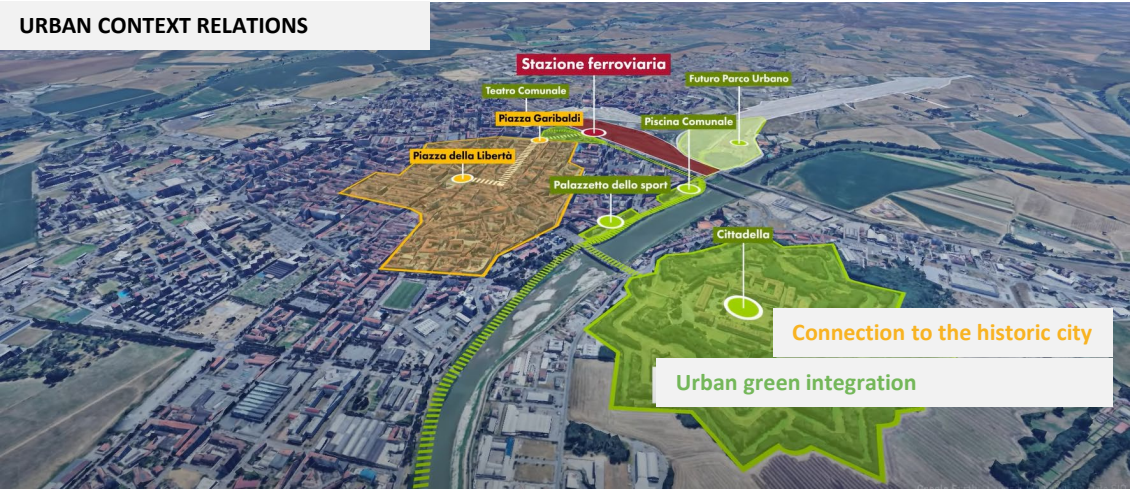 URBAN CONTEXT RELATIONS
Stazione ferroviaria
Futuro Parco Urbano
Teatro Comunale
Piazza Garibaldi
Piscina Comunale
Piazza della Libertà
Palazzetto dello sport
Cittadella
Connection to the historic city
Urban green integration